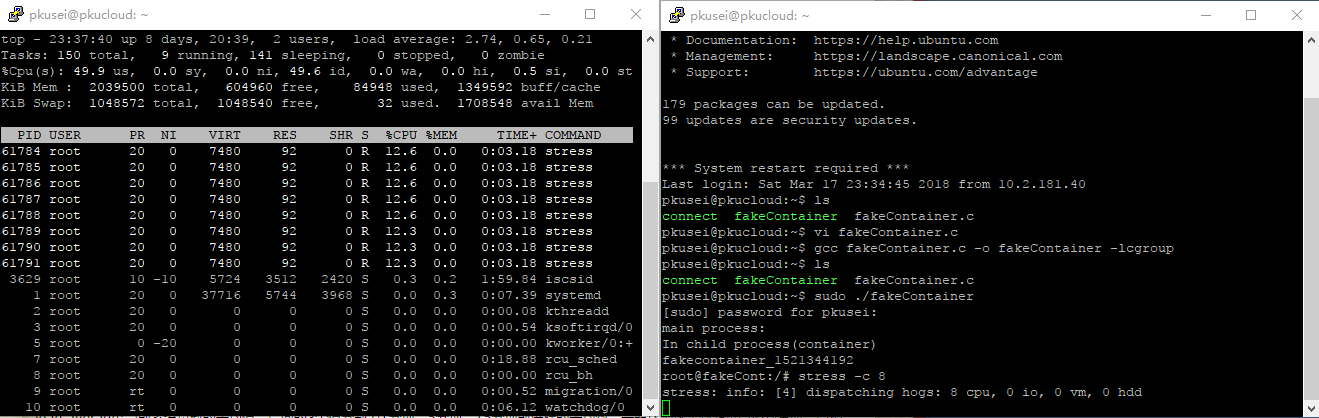 pkusei@pkucloud: ~
top - 23:37:40 up 8 days, 20:39,  2 users,  load average: 2.74, 0.65, 0.21
Tasks: 150 total,   9 running, 141 sleeping,   0 stopped,   0 zombie
%Cpu(s): 49.9 us,  0.0 sy,  0.0 ni, 49.6 id,  0.0 wa,  0.0 hi,  0.5 si,  0.0 st
KiB Mem :  2039500 total,   604960 free,    84948 used,  1349592 buff/cache
KiB Swap:  1048572 total,  1048540 free,       32 used.  1708548 avail Mem
PID USER      PR  NI    VIRT    RES    SHR S  %CPU %MEM     TIME+ COMMAND
61784 root      20   0    7480     92      0 R  12.6  0.0   0:03.18 stress
61785 root      20   0    7480     92      0 R  12.6  0.0   0:03.18 stress
61786 root      20   0    7480     92      0 R  12.6  0.0   0:03.18 stress
61787 root      20   0    7480     92      0 R  12.6  0.0   0:03.18 stress
61788 root      20   0    7480     92      0 R  12.6  0.0   0:03.18 stress
61789 root      20   0    7480     92      0 R  12.3  0.0   0:03.18 stress
61790 root      20   0    7480     92      0 R  12.3  0.0   0:03.18 stress
61791 root      20   0    7480     92      0 R  12.3  0.0   0:03.18 stress
3629 root      10 -10    5724   3512   2420 S   0.3  0.2   1:59.84 iscsid
1 root      20   0   37716   5744   3968 S   0.0  0.3   0:07.39 systemd
2 root      20   0       0      0      0 S   0.0  0.0   0:00.08 kthreadd
3 root      20   0       0      0      0 S   0.0  0.0   0:00.54 ksoftirqd/0
5 root       0 -20       0      0      0 S   0.0  0.0   0:00.00 kworker/0:+
7 root      20   0       0      0      0 S   0.0  0.0   0:18.88 rcu_sched
8 root      20   0       0      0      0 S   0.0  0.0   0:00.00 rcu_bh
9 root      rt   0       0      0      0 S   0.0  0.0   0:00.52 migration/0
10 root      rt   0       0      0      0 S   0.0  0.0   0:06.12 watchdog/0
pkusei@pkucloud: ~
* Documentation:  https://help.ubuntu.com
* Management:     https://landscape.canonical.com
* Support:        https://ubuntu.com/advantage
179 packages can be updated.
99 updates are security updates.
*** System restart required ***
Last login: Sat Mar 17 23:34:45 2018 from 10.2.181.40
pkusei@pkucloud:~$ ls
connect  fakeContainer  fakeContainer.c
pkusei@pkucloud:~$ vi fakeContainer.c
pkusei@pkucloud:~$ gcc fakeContainer.c -o fakeContainer -lcgroup
pkusei@pkucloud:~$ ls
connect  fakeContainer  fakeContainer.c
pkusei@pkucloud:~$ sudo ./fakeContainer
[sudo] password for pkusei:
main process:
In child process(container)
fakecontainer_1521344192
root@fakeCont:/# stress -c 8
stress: info: [4] dispatching hogs: 8 cpu, 0 io, 0 vm, 0 hdd